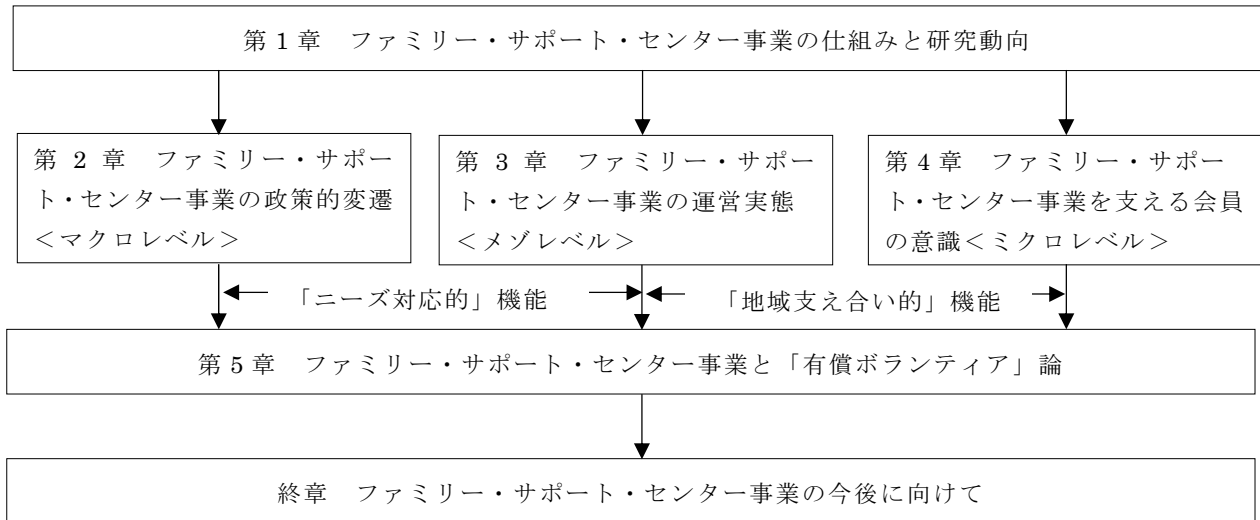 第1章　ファミリー・サポート・センター事業の仕組みと研究動向
第 2 章　ファミリー・サポー
ト・センター事業の政策的変遷
＜マクロレベル＞
第 3 章　ファミリー・サポー
ト・センター事業の運営実態
＜メゾレベル＞
第4章　ファミリー・サポー
ト・センター事業を支える会員
の意識＜ミクロレベル＞
「ニーズ対応的」機能
「地域支え合い的」機能
第5章　ファミリー・サポート・センター事業と「有償ボランティア」論
終章　ファミリー・サポート・センター事業の今後に向けて